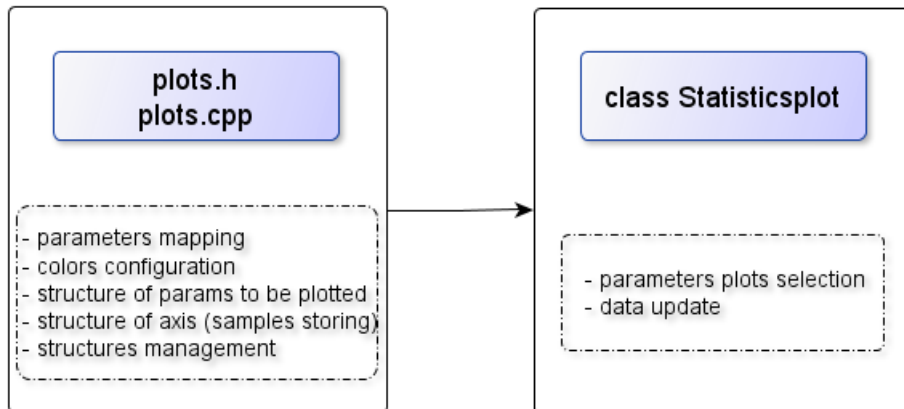 plots.h
plots.cpp
- parameters mapping
- colors configuration
- structure of params to be plotted
- structure of axis (samples storing)
- structures management
class Statisticsplot
- parameters plots selection
- data update